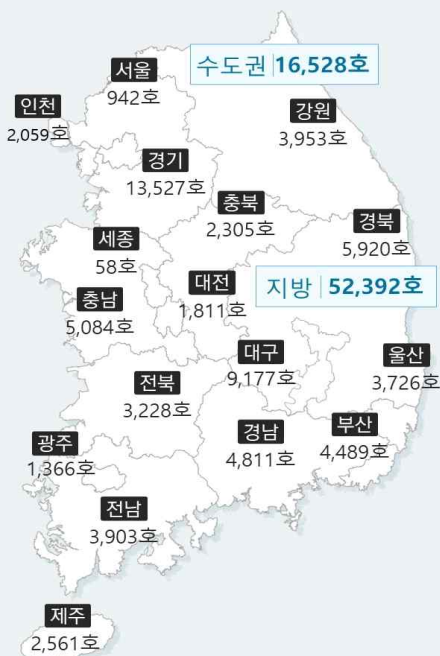 수도권 16,528호
서울
942호
인천
2,059호
강원
3,953호
경기
13,527호
충북
2,305호
경북
5,920호
세종
58호
대전
1,811호
지방 52,392호
충남
5,084호
대구
9,177호
울산
3,726호
전북
3,228호
경남
4,811호
부산
4,489호
광주
1,366호
전남
3,903호
제주
2,561호